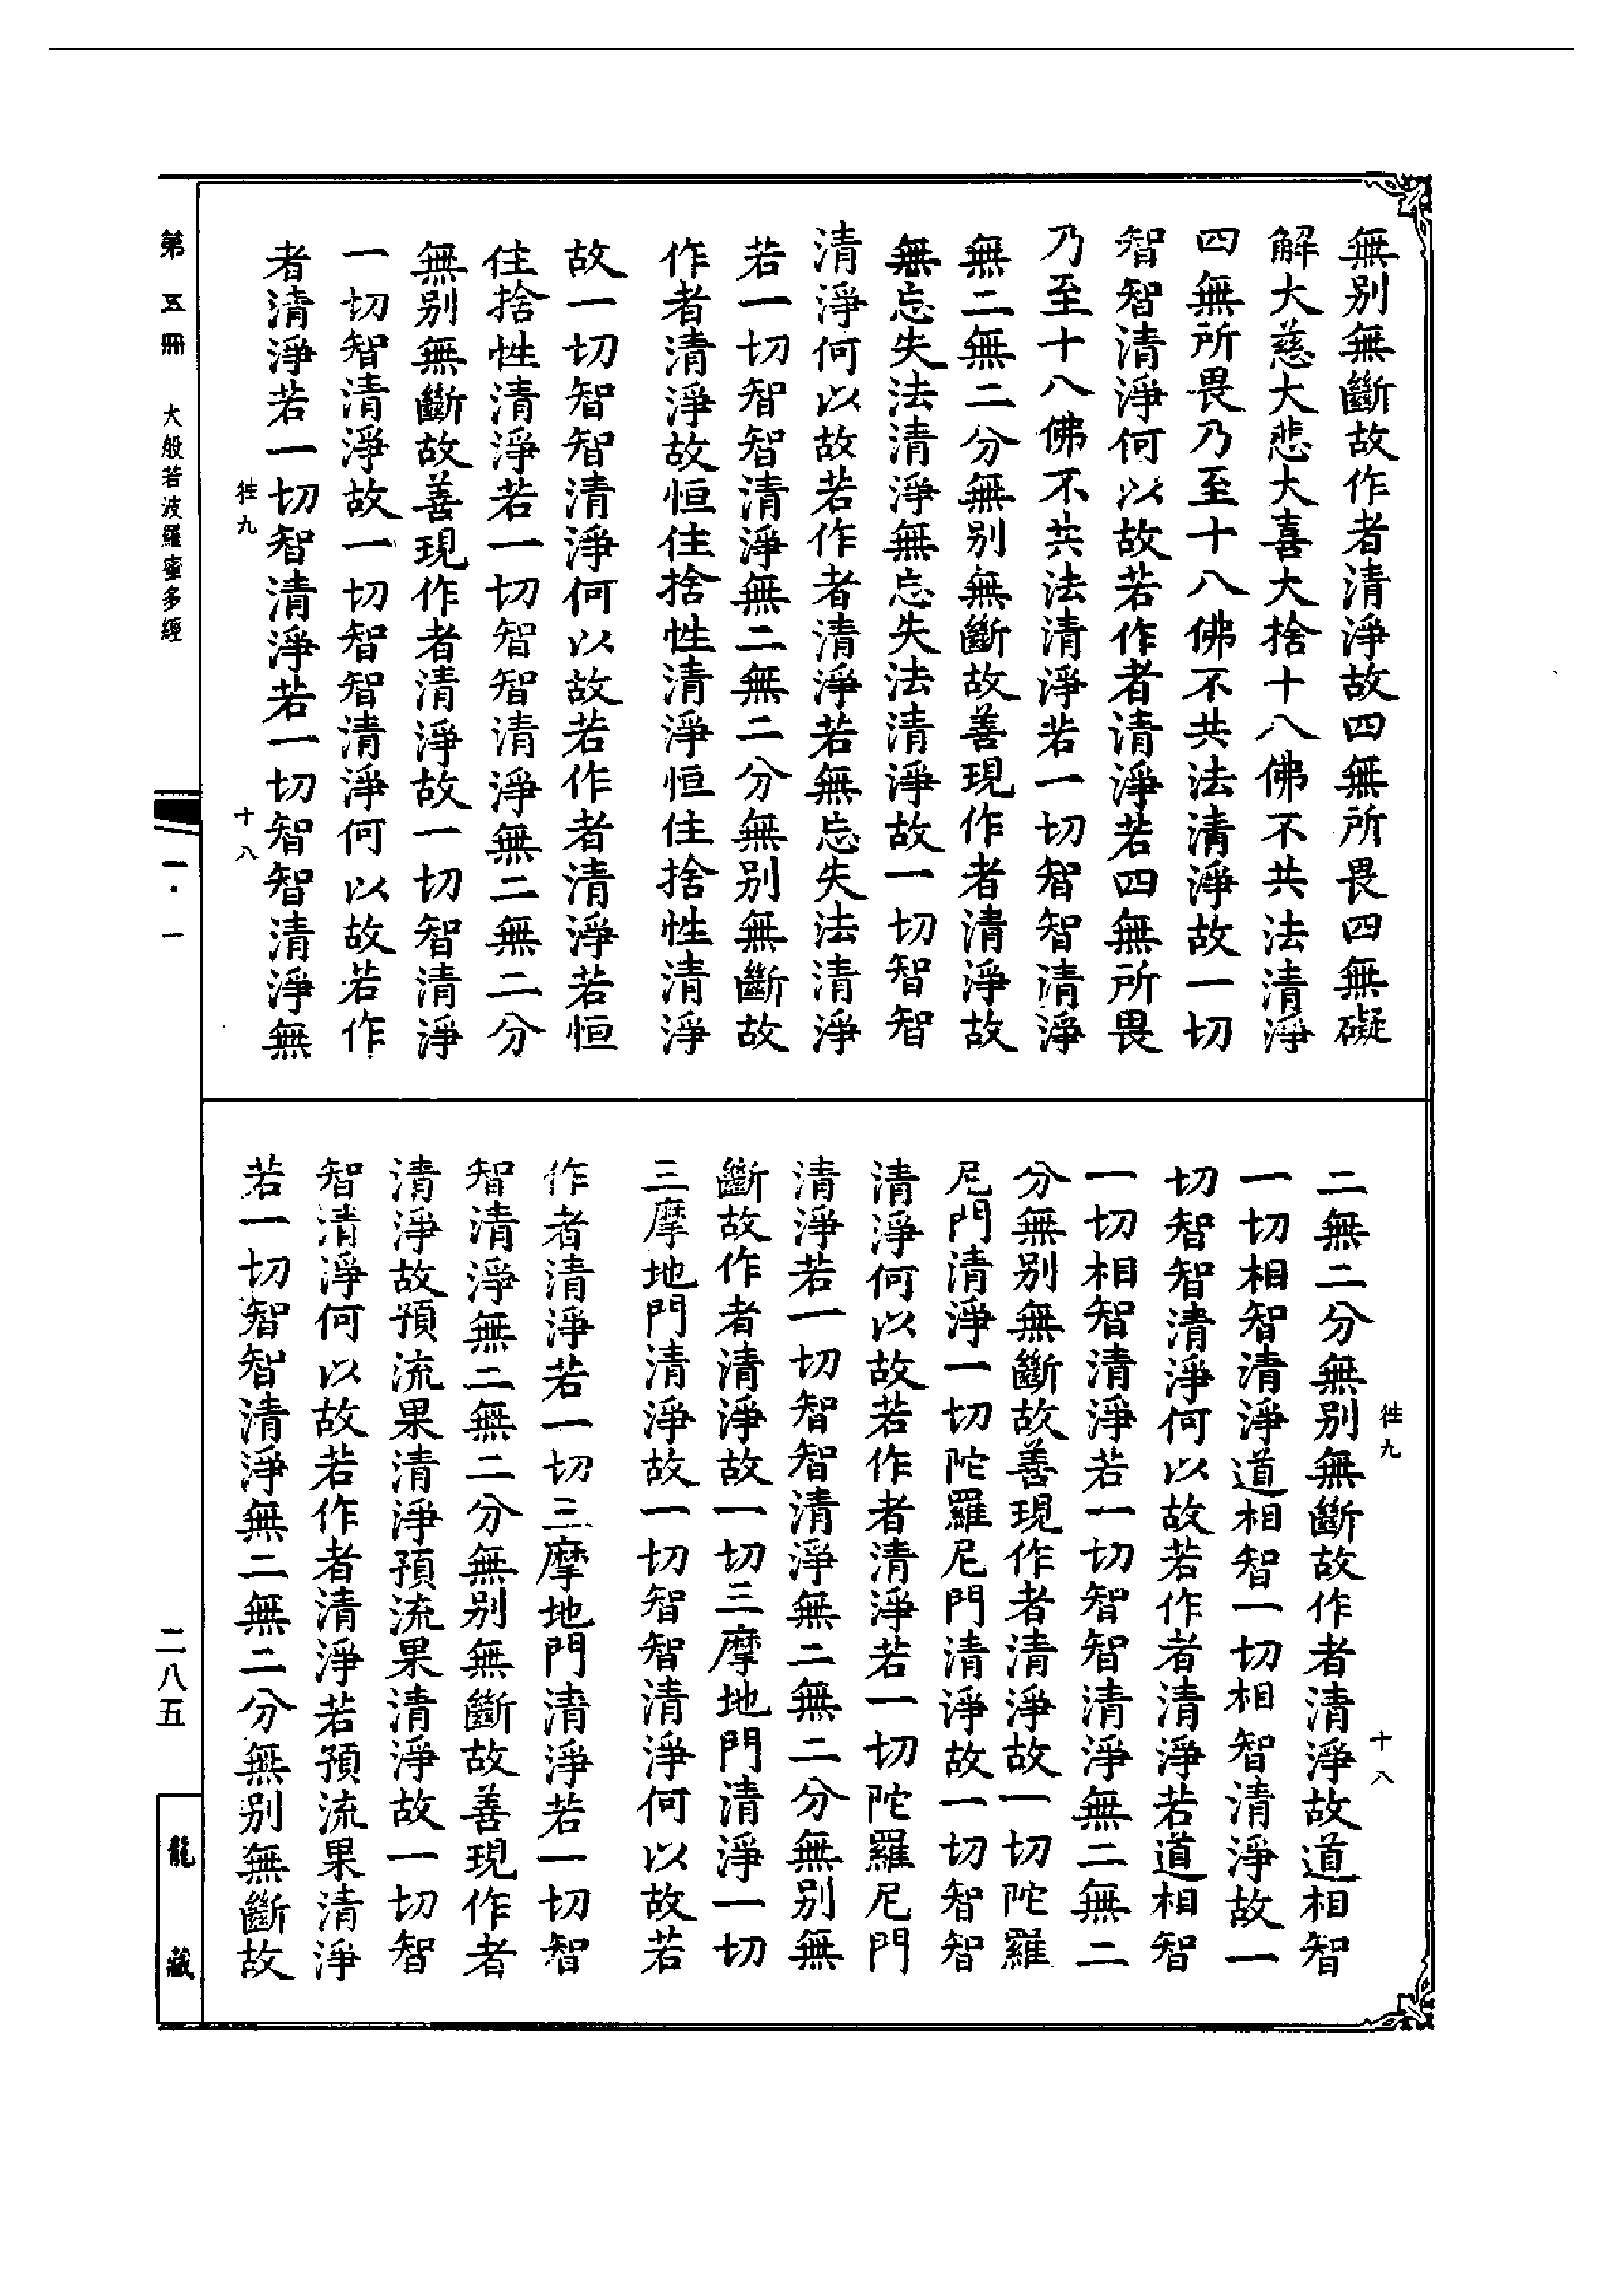 無别無斷故作者清淨故四無所畏四無礙
解大慈大悲大喜大捨十八佛不共法清淨
四無所畏乃至十八佛不共法清淨故一切
智智清淨何以故若作者清淨若四無所畏
乃至十八佛不共法清淨若一切智智清淨
無二無二分無别無斷故善現作者清淨故
無忘失法清淨無忘失法清淨故一切智智
清淨何以故若作者清淨若無忘失法清淨
若一切智智清淨無二無二分無别無斷故
作者清淨故恒住捨性清淨恒住捨性清淨
故一切智智清淨何以故若作者清淨若恒
住捨性清淨若一切智智清淨無二無二分
無别無斷故善現作者清淨故一切智清淨
一切智清淨故一切智智清淨何以故若作
者清淨若一切智清淨若一切智智清淨無
徃九
十八
徃九
十八
二無二分無别無斷故作者清淨故道相智
一切相智清淨道相智一切相智清淨故一
切智智清淨何以故若作者清淨若道相智
一切相智清淨若一切智智清淨無二無二
分無别無斷故善現作者清淨故一切陀羅
尼門清淨一切陀羅尼門清淨故一切智智
清淨何以故若作者清淨若一切陀羅尼門
清淨若一切智智清淨無二無二分無别無
斷故作者清淨故一切三摩地門清淨一切
三摩地門清淨故一切智智清淨何以故若
作者清淨若一切三摩地門清淨若一切智
智清淨無二無二分無别無斷故善現作者
清淨故預流果清淨預流果清淨故一切智
智清淨何以故若作者清淨若預流果清淨
若一切智智清淨無二無二分無别無斷故
第五冊 大般若波羅蜜多經
一·一
二八五
龍藏